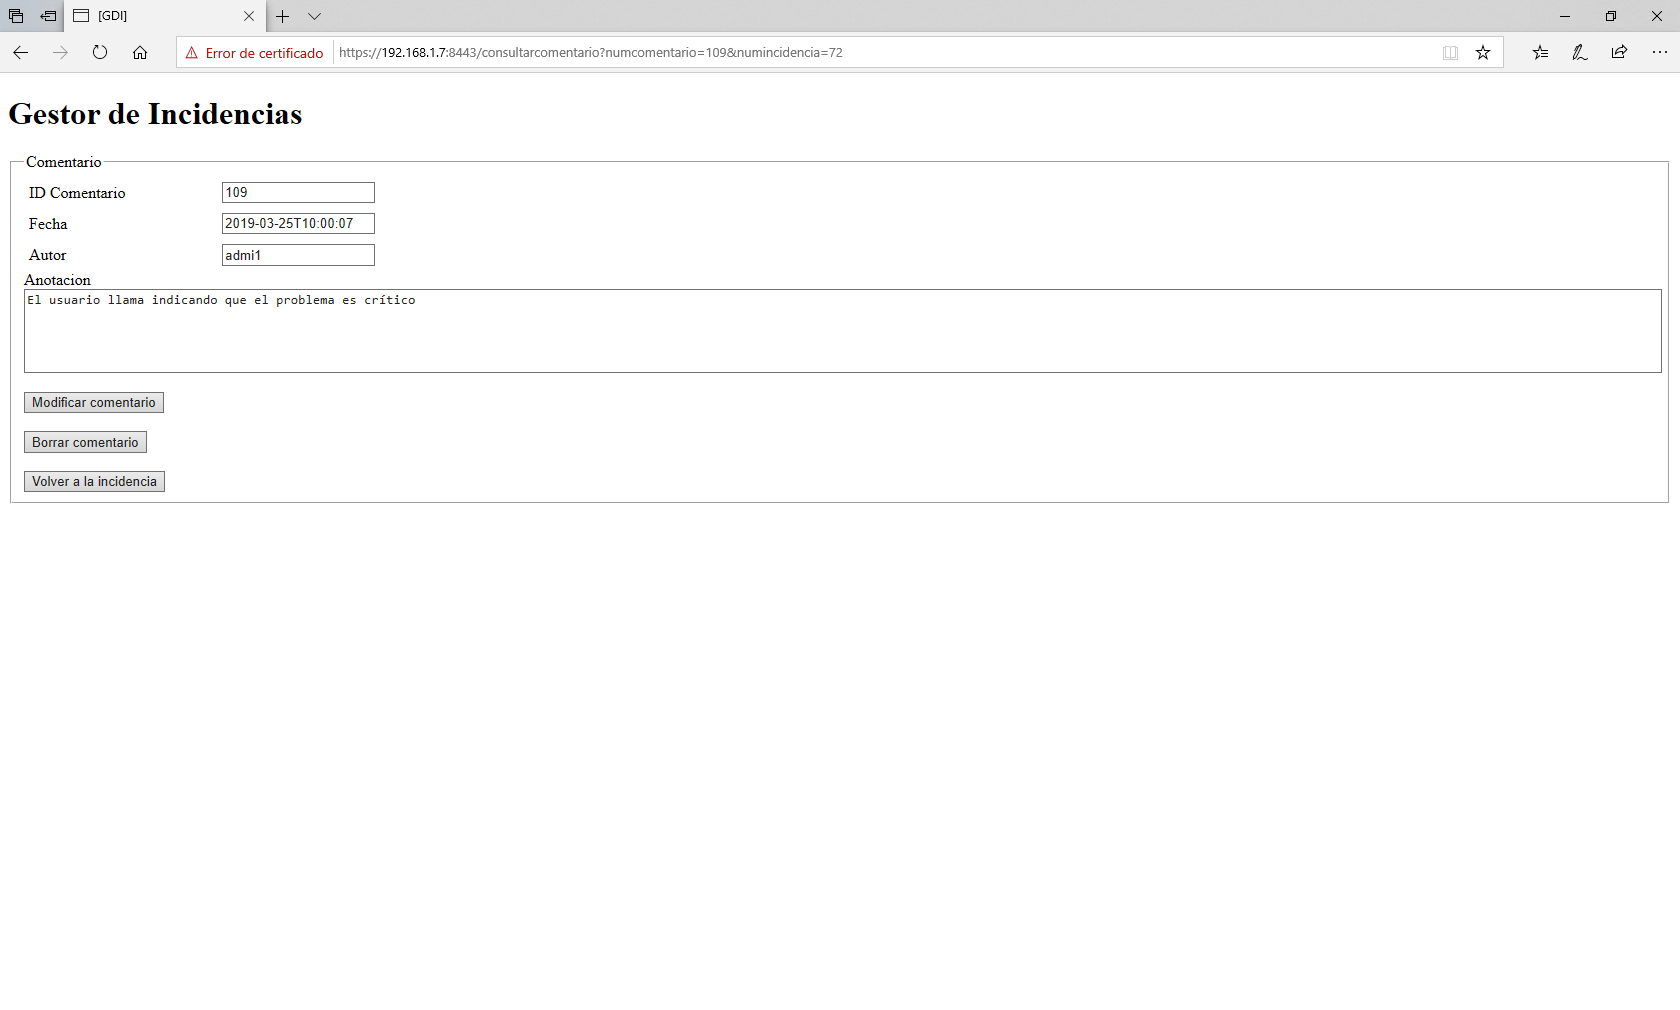 [GDI]
Error de certificado
https://192.168.1.7:8443/consultarcomentario?numcomentario=109&numincidencia=72
Gestor de Incidencias
Comentario
ID Comentario 109
Fecha 2019-03-25T10:00:07
Autor admi1
Anotacion
El usuario llama indicando que el problema es crítico
Modificar comentario
Borrar comentario
Volver a la incidencia